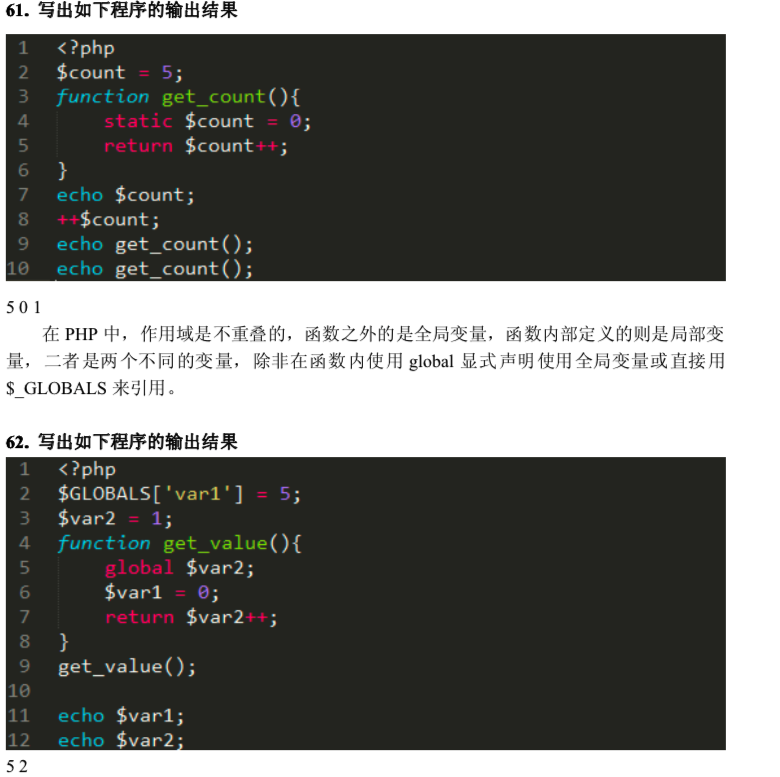 61. 写出如下程序的输出结果
1 <?php
2 $count = 5;
3 function get_count(){
4 static $count = 0;
5 return $count++;
6 }
7 echo $count;
8 ++$count;
9 echo get_count();
10 echo get_count();
5 0 1
在 PHP 中，作用域是不重叠的，函数之外的是全局变量，函数内部定义的则是局部变
量，二者是两个不同的变量，除非在函数内使用 global 显式声明使用全局变量或直接用
$_GLOBALS 来引用。
62. 写出如下程序的输出结果
1 <?php
2 $GLOBALS['var1'] = 5;
3 $var2 = 1;
4 function get_value(){
5 global $var2;
6 $var1 = 0;
7 return $var2++;
8 }
9 get_value();
10
11 echo $var1;
12 echo $var2;
5 2